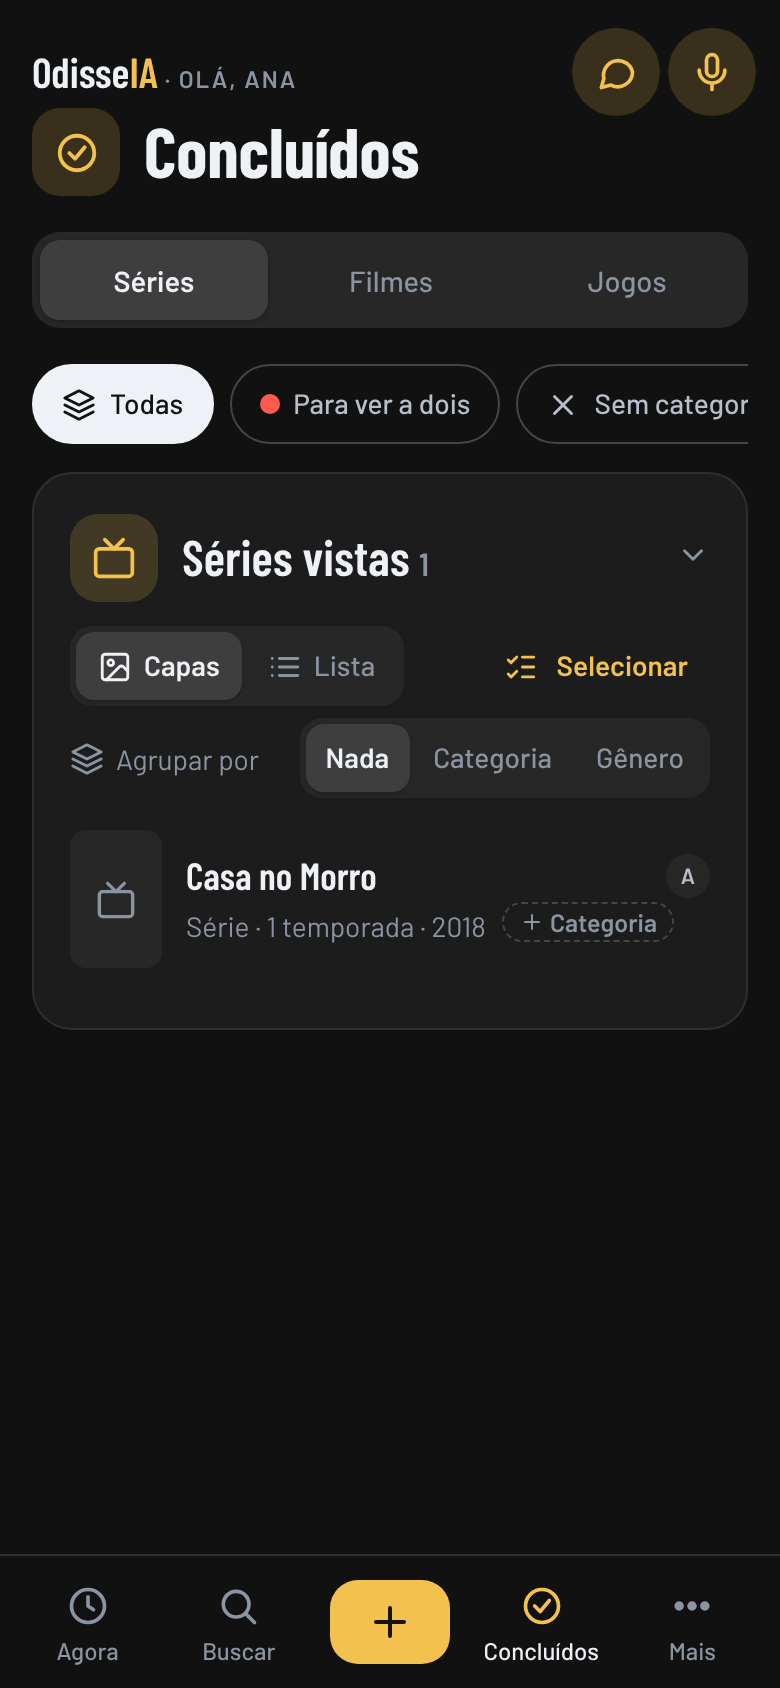 OdisseIA · OLÁ, ANA
Concluídos
Séries Filmes Jogos
Todas Para ver a dois Sem categor
Séries vistas 1
Capas Lista Selecionar
Agrupar por Nada Categoria Gênero
Casa no Morro A
Série · 1 temporada · 2018 + Categoria
Agora Buscar + Concluídos Mais